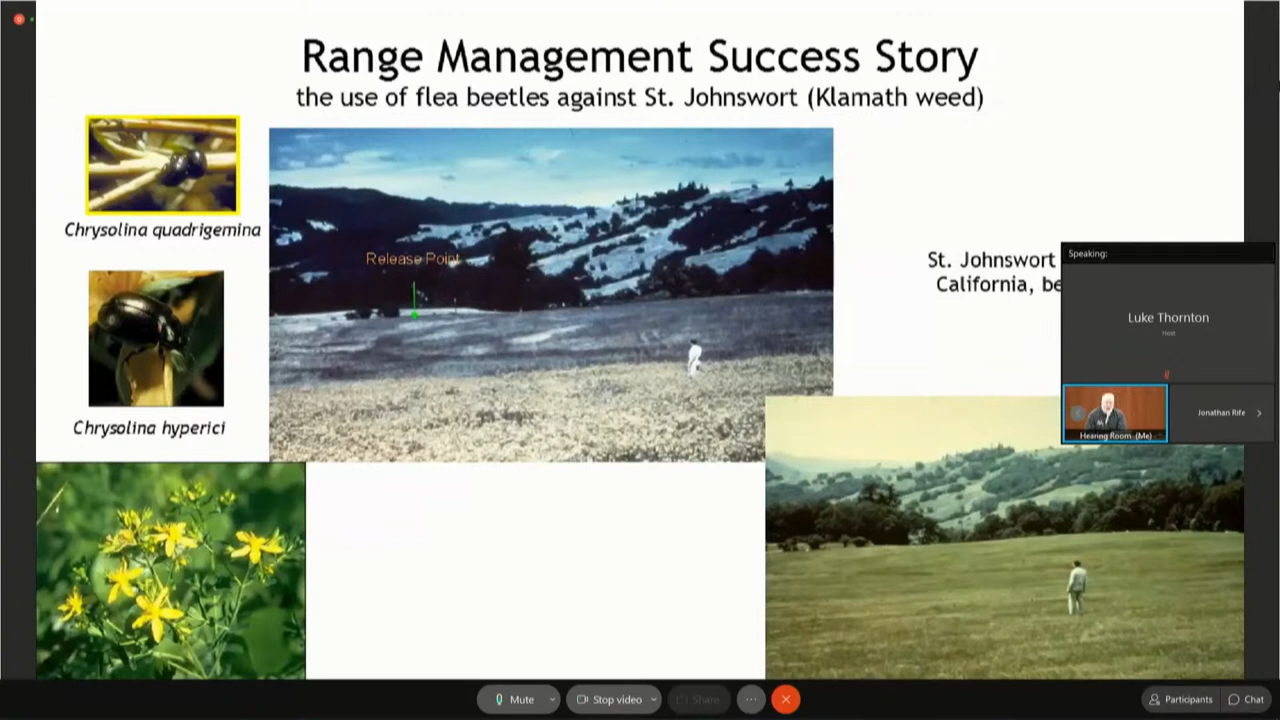 Range Management Success Story
the use of flea beetles against St. Johnswort (Klamath weed)
Chrysolina quadrigemina
Release Point
Chrysolina hyperici
St. Johnswort
California, be
Speaking:
Luke Thornton
Host
Hearing Room (Me)
Jonathan Rife
Mute
Stop video
Share
Participants
Chat